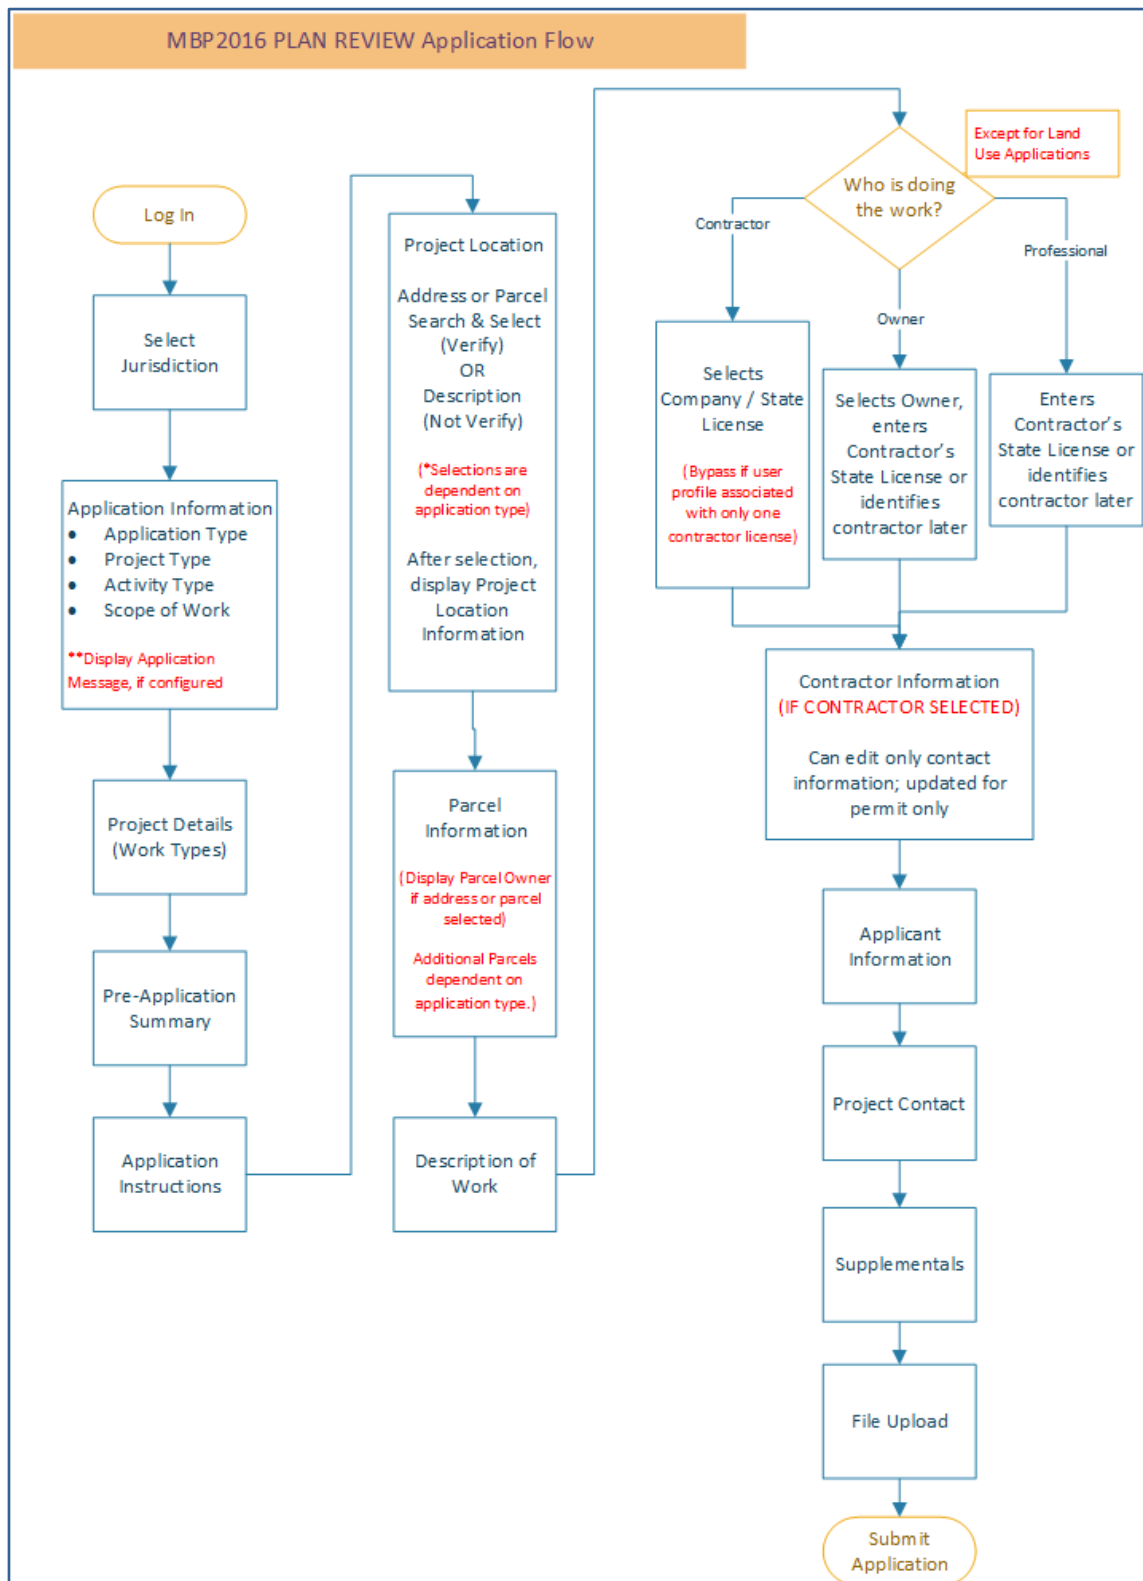 MBP2016 PLAN REVIEW Application Flow
Log In
Select
Jurisdiction
Application Information
● Application Type
● Project Type
● Activity Type
● Scope of Work
**Display Application
Message, if configured
Project Details
(Work Types)
Pre-Application
Summary
Application
Instructions
Project Location
Address or Parcel
Search & Select
(Verify)
OR
Description
(Not Verify)
(*Selections are
dependent on
application type)
After selection,
display Project
Location
Information
Parcel
Information
(Display Parcel Owner
if address or parcel
selected)
Additional Parcels
dependent on
application type.)
Description of
Work
Who is doing
the work?
Except for Land
Use Applications
Contractor
Owner
Professional
Selects
Company / State
License
(Bypass if user
profile associated
with only one
contractor license)
Selects Owner,
enters
Contractor's
State License or
identifies
contractor later
Enters
Contractor's
State License or
identifies
contractor later
Contractor Information
(IF CONTRACTOR SELECTED)
Can edit only contact
information; updated for
permit only
Applicant
Information
Project Contact
Supplementals
File Upload
Submit
Application